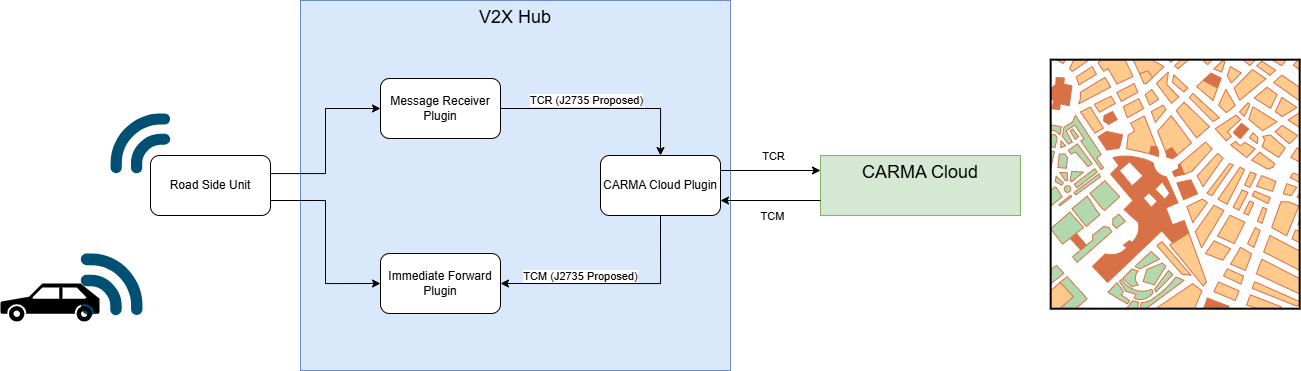 V2X Hub
Message Receiver
Plugin
TCR (J2735 Proposed)
Road Side Unit
CARMA Cloud Plugin
TCR
TCM
CARMA Cloud
Immediate Forward
Plugin
TCM (J2735 Proposed)